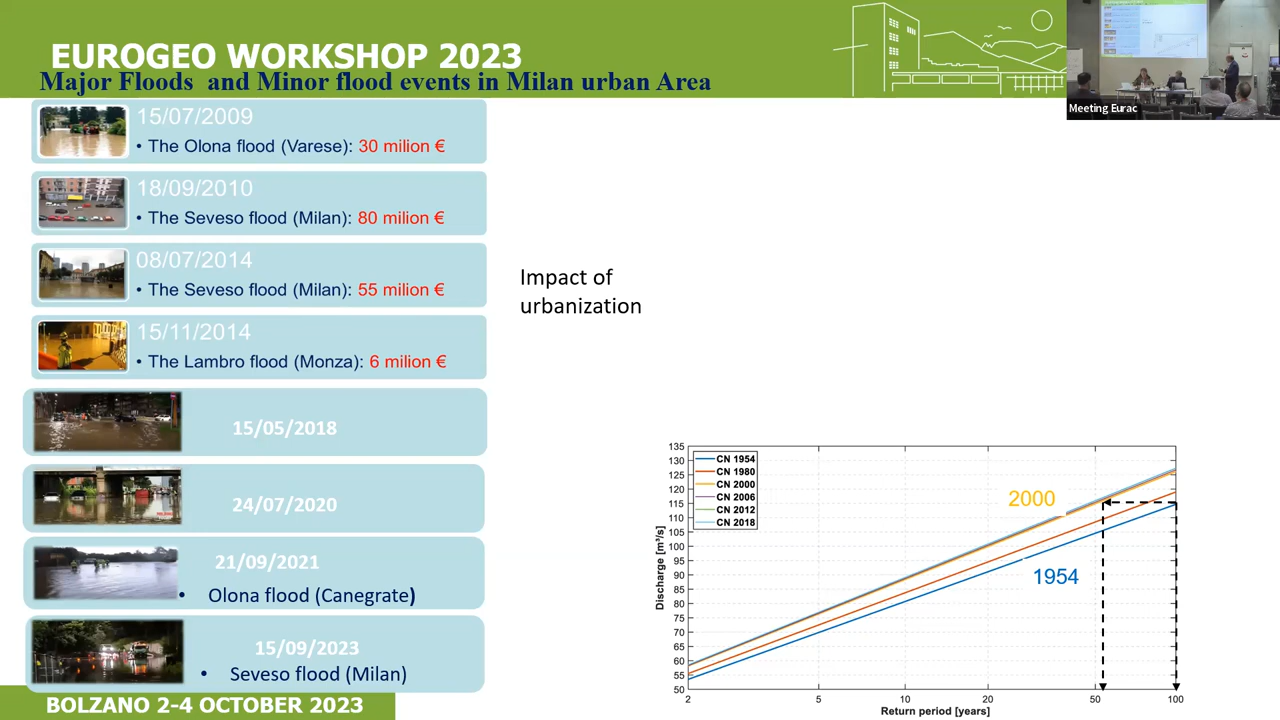 EUROGEO WORKSHOP 2023
Major Floods and Minor flood events in Milan urban Area
Meeting Eurac
15/07/2009
• The Olona flood (Varese): 30 milion €
18/09/2010
• The Seveso flood (Milan): 80 milion €
08/07/2014
• The Seveso flood (Milan): 55 milion €
15/11/2014
• The Lambro flood (Monza): 6 milion €
15/05/2018
24/07/2020
21/09/2021
• Olona flood (Canegrate)
15/09/2023
• Seveso flood (Milan)
BOLZANO 2-4 OCTOBER 2023
Impact of
urbanization
135
130
125
120
115
110
105
100
95
90
85
80
75
70
65
60
55
50
Discharge [m³/s]
CN 1954
CN 1980
CN 2000
CN 2006
CN 2012
CN 2018
2000
1954
2 5 10 20 50 100
Return period [years]